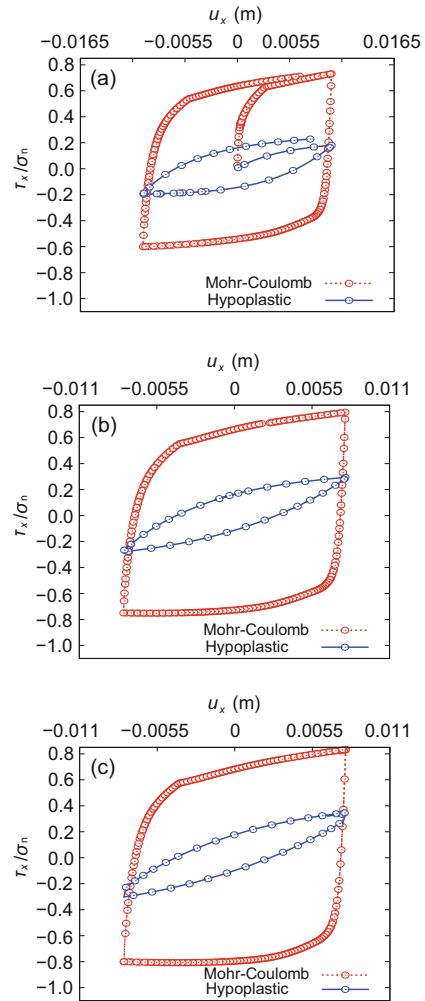 u_x (m)
−0.0165 −0.0055 0 0.0055 0.0165
(a)
0.8
0.6
0.4
0.2
0.0
−0.2
−0.4
−0.6
−0.8
−1.0
τ_x/σ_n
Mohr-Coulomb
Hypoplastic
u_x (m)
−0.011 −0.0055 0 0.0055 0.011
(b)
0.8
0.6
0.4
0.2
0.0
−0.2
−0.4
−0.6
−0.8
−1.0
τ_x/σ_n
Mohr-Coulomb
Hypoplastic
u_x (m)
−0.011 −0.0055 0 0.0055 0.011
(c)
0.8
0.6
0.4
0.2
0.0
−0.2
−0.4
−0.6
−0.8
−1.0
τ_x/σ_n
Mohr-Coulomb
Hypoplastic